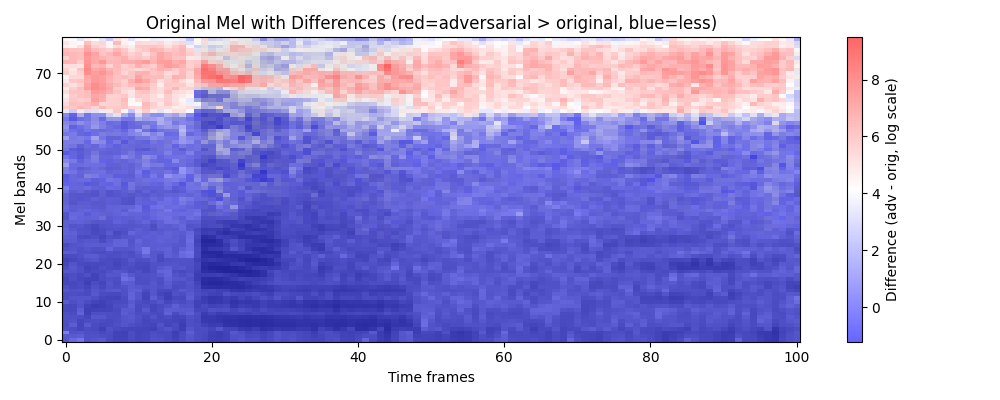 Original Mel with Differences (red=adversarial > original, blue=less)
70
60
50
40
30
20
10
0
Mel bands
0 20 40 60 80 100
Time frames
8
6
4
2
0
Difference (adv - orig, log scale)